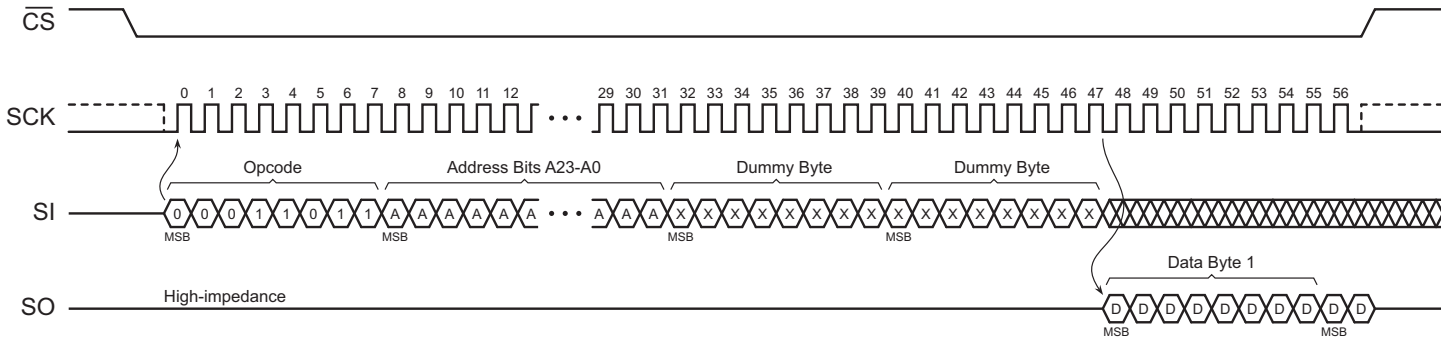 CS
SCK
0 1 2 3 4 5 6 7 8 9 10 11 12 29 30 31 32 33 34 35 36 37 38 39 40 41 42 43 44 45 46 47 48 49 50 51 52 53 54 55 56
Opcode Address Bits A23-A0 Dummy Byte Dummy Byte
SI
0 0 0 1 1 0 1 1 A A A A A A A A A X X X X X X X X X X X X X X X X
MSB MSB MSB MSB
Data Byte 1
SO
High-impedance
D D D D D D D D D D
MSB MSB